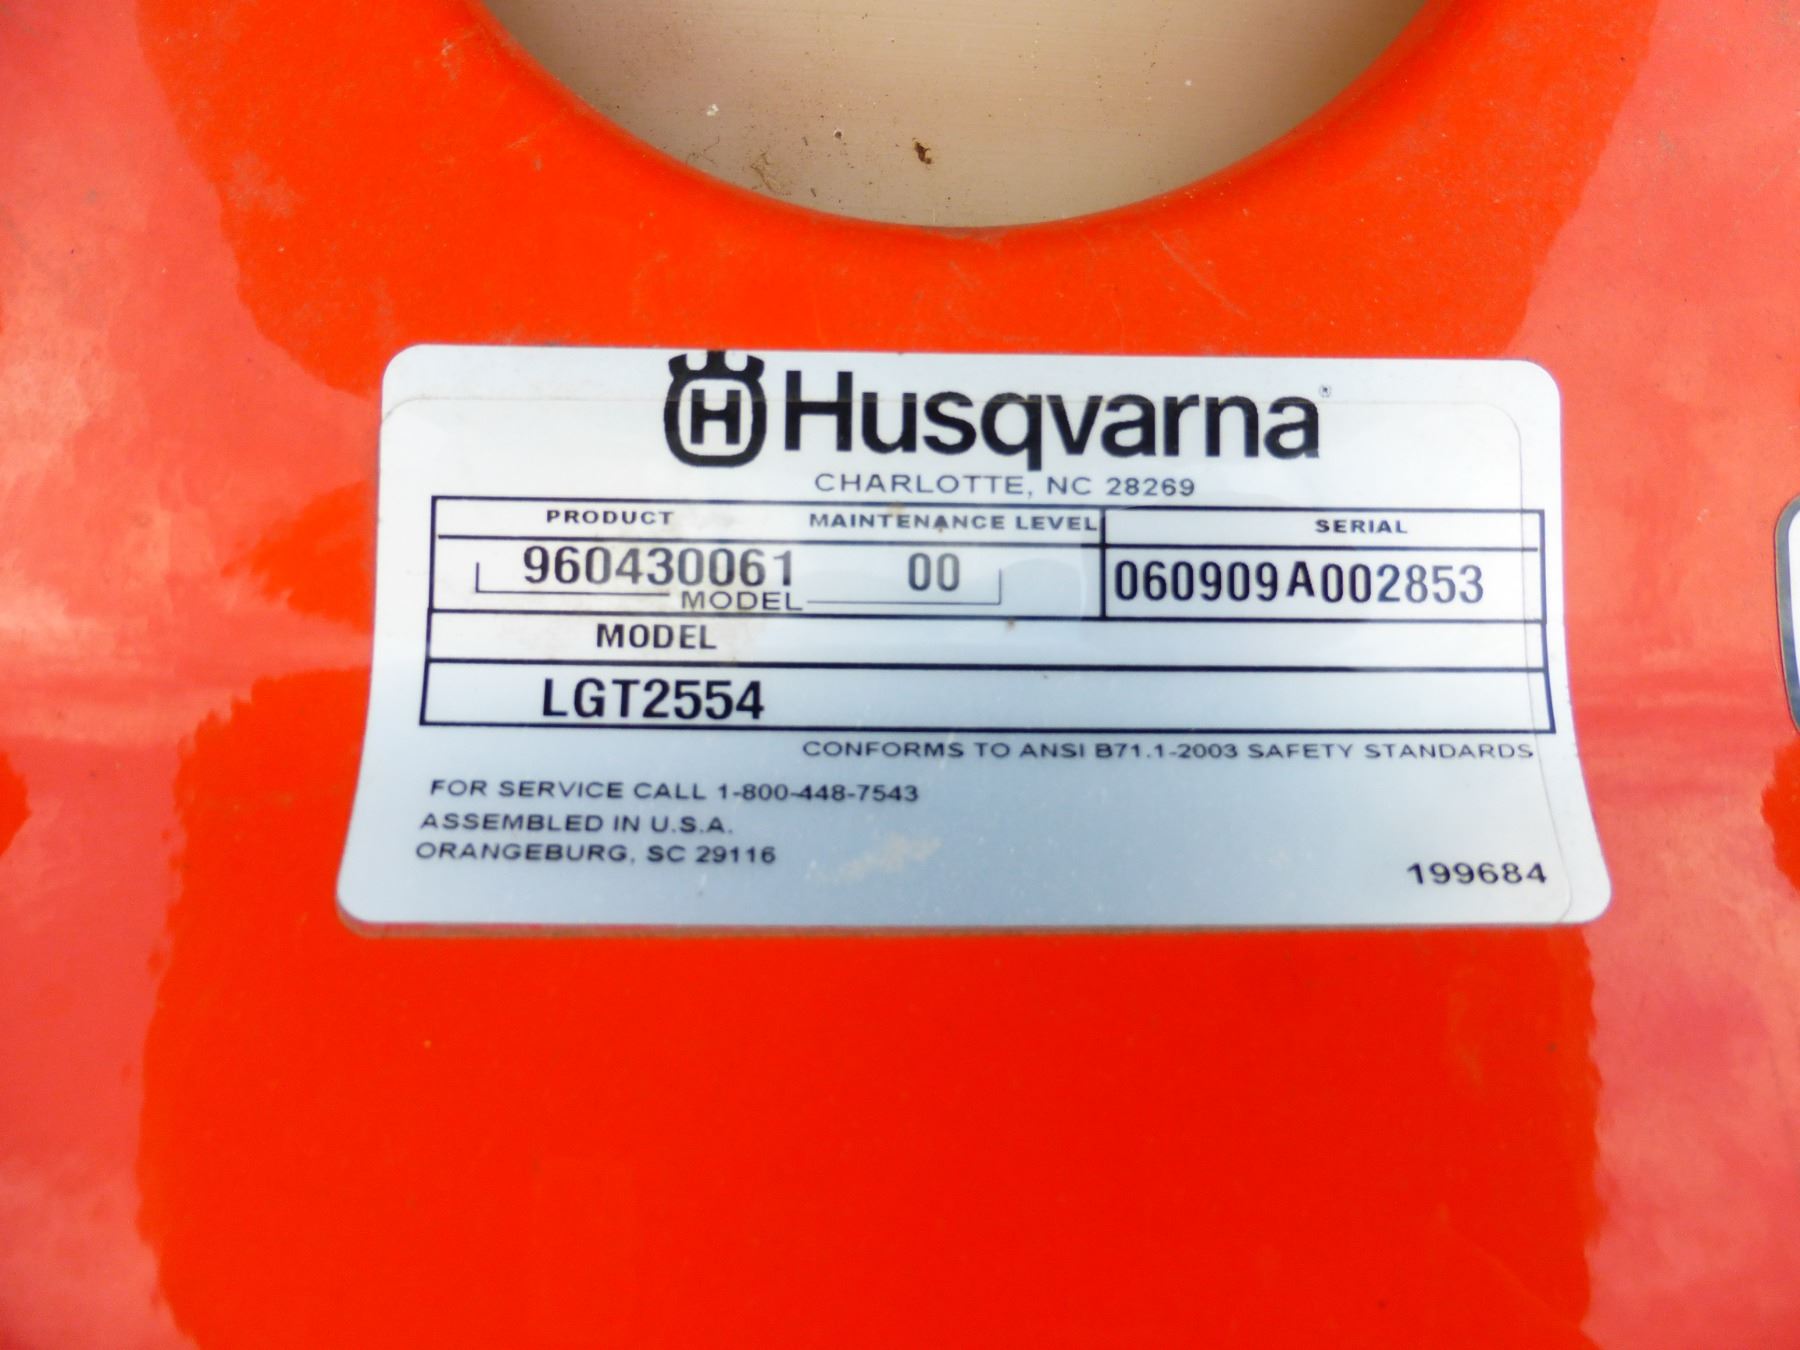 H Husqvarna®
CHARLOTTE, NC 28269
PRODUCT MAINTENANCE LEVEL SERIAL
960430061 00 060909A002853
MODEL
MODEL
LGT2554
CONFORMS TO ANSI B71.1-2003 SAFETY STANDARDS
FOR SERVICE CALL 1-800-448-7543
ASSEMBLED IN U.S.A.
ORANGEBURG, SC 29116
199684